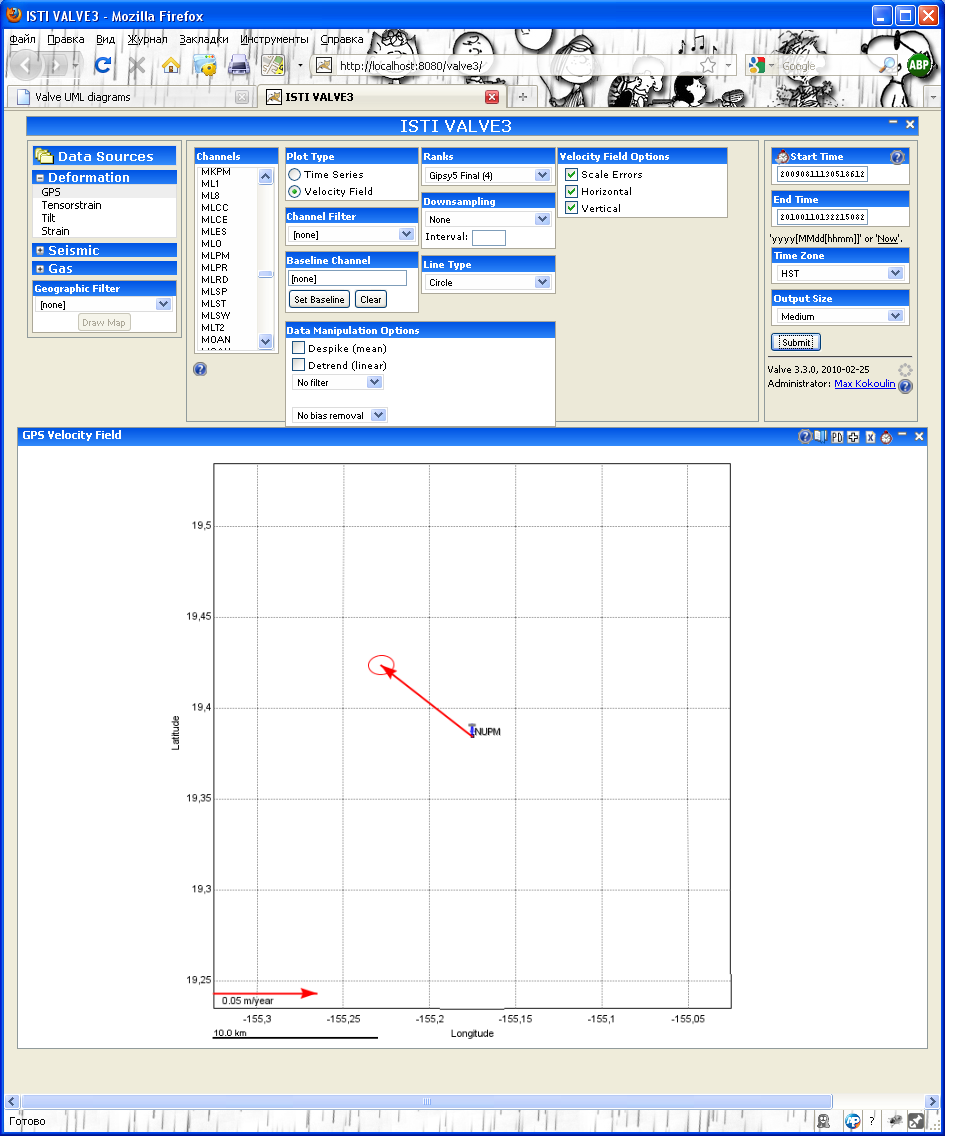 ISTI VALVE3 - Mozilla Firefox
Файл Правка Вид Журнал Закладки Инструменты Справка
http://localhost:8080/valve3/
Google
ABP
Valve UML diagrams
ISTI VALVE3
ISTI VALVE3
Data Sources
Deformation
GPS
Tensorstrain
Tilt
Strain
Seismic
Gas
Geographic Filter
[none]
Draw Map
Channels
MKPM
ML1
ML8
MLCC
MLCE
MLES
MLO
MLPM
MLPR
MLRD
MLSP
MLST
MLSW
MLT2
MOAN
Plot Type
Time Series
Velocity Field
Channel Filter
[none]
Baseline Channel
[none]
Set Baseline Clear
Data Manipulation Options
Despike (mean)
Detrend (linear)
No filter
No bias removal
Ranks
Gipsy5 Final (4)
Downsampling
None
Interval:
Line Type
Circle
Velocity Field Options
Scale Errors
Horizontal
Vertical
Start Time
20090811130518612
End Time
20100110132215082
'yyyy[MMdd[hhmm]]' or 'Now'.
Time Zone
HST
Output Size
Medium
Submit
Valve 3.3.0, 2010-02-25
Administrator: Max Kokoulin
GPS Velocity Field
PD
X
19,5
19,45
19,4
19,35
19,3
19,25
Latitude
NUPM
0.05 m/year
-155,3 -155,25 -155,2 -155,15 -155,1 -155,05
10.0 km
Longitude
Готово
?